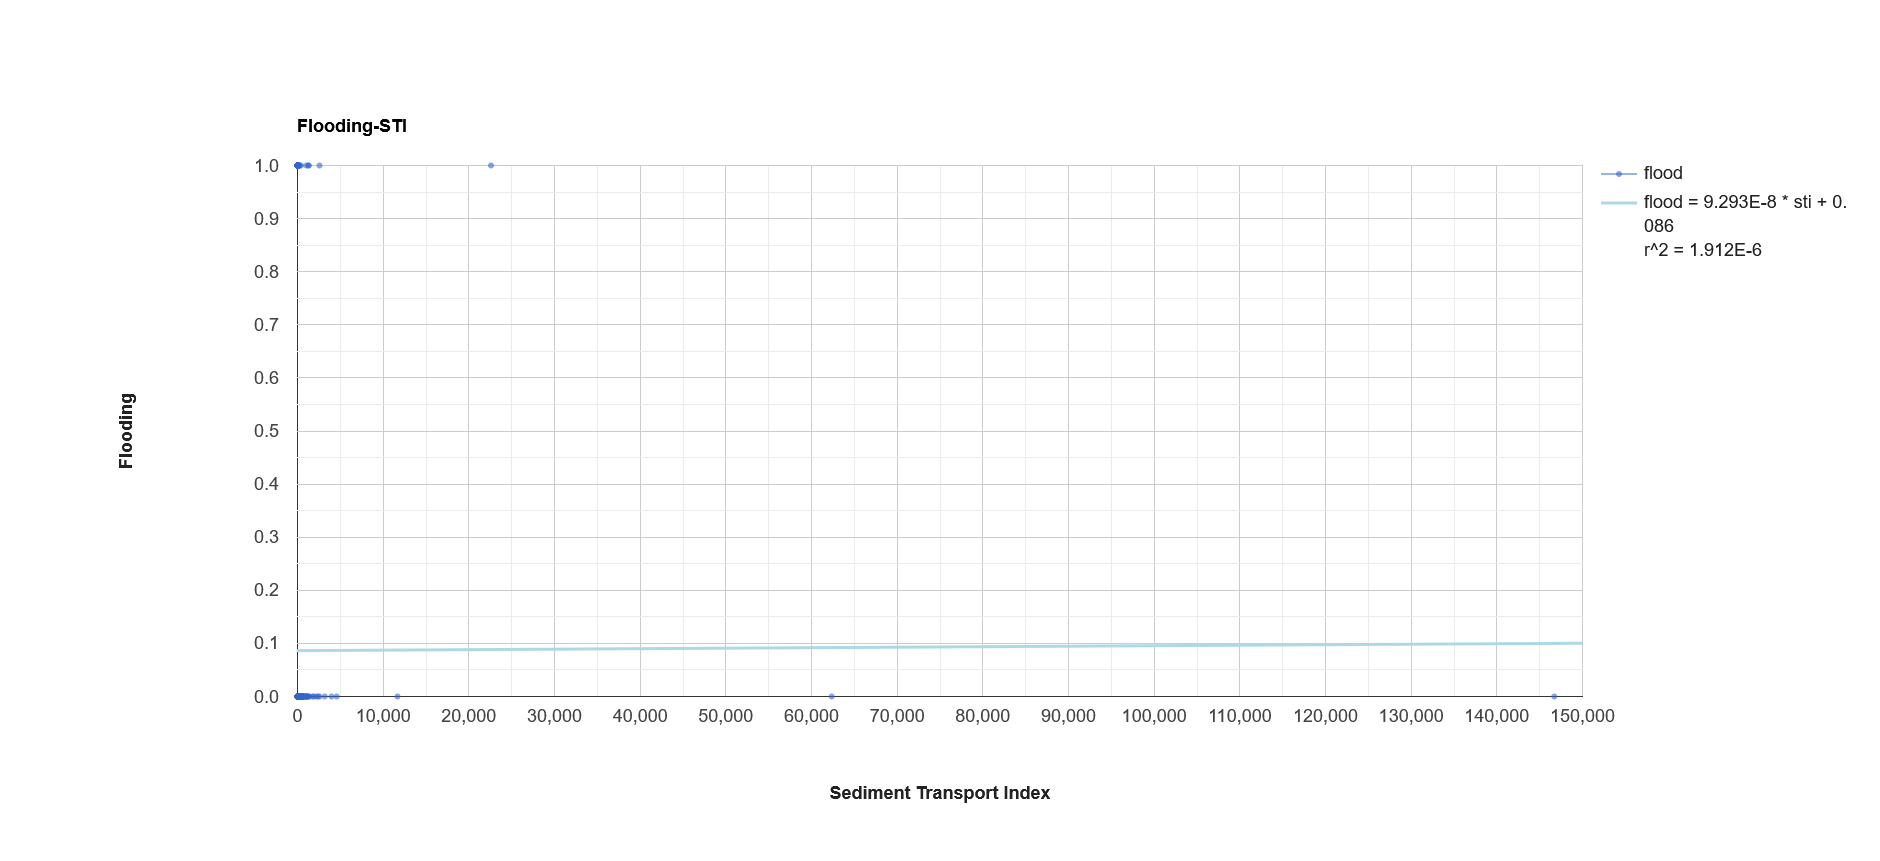 Flooding-STI
1.0
0.9
0.8
0.7
0.6
0.5
0.4
0.3
0.2
0.1
0.0
Flooding
0 10,000 20,000 30,000 40,000 50,000 60,000 70,000 80,000 90,000 100,000 110,000 120,000 130,000 140,000 150,000
Sediment Transport Index
flood
flood = 9.293E-8 * sti + 0.
086
r^2 = 1.912E-6